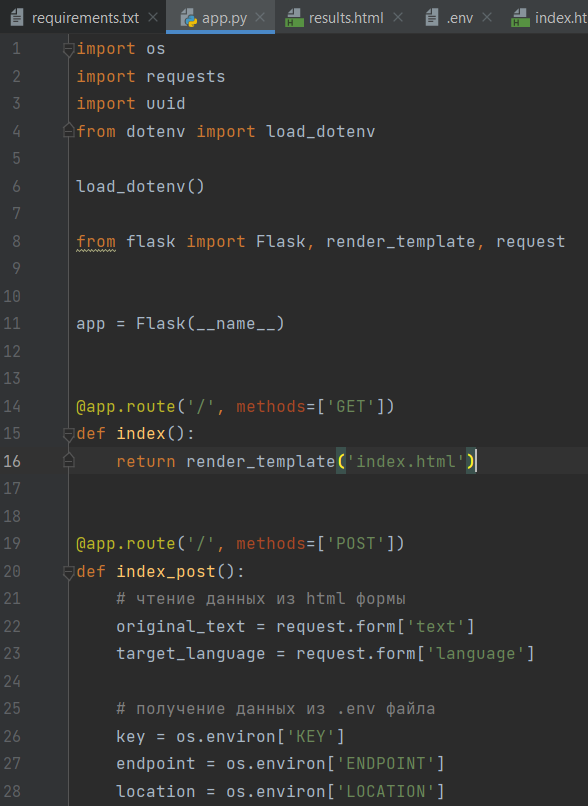 requirements.txt × app.py × results.html × .env × index.ht
1 import os
2 import requests
3 import uuid
4 from dotenv import load_dotenv
5
6 load_dotenv()
7
8 from flask import Flask, render_template, request
9
10
11 app = Flask(__name__)
12
13
14 @app.route('/', methods=['GET'])
15 def index():
16     return render_template('index.html')
17
18
19 @app.route('/', methods=['POST'])
20 def index_post():
21     # чтение данных из html формы
22     original_text = request.form['text']
23     target_language = request.form['language']
24
25     # получение данных из .env файла
26     key = os.environ['KEY']
27     endpoint = os.environ['ENDPOINT']
28     location = os.environ['LOCATION']